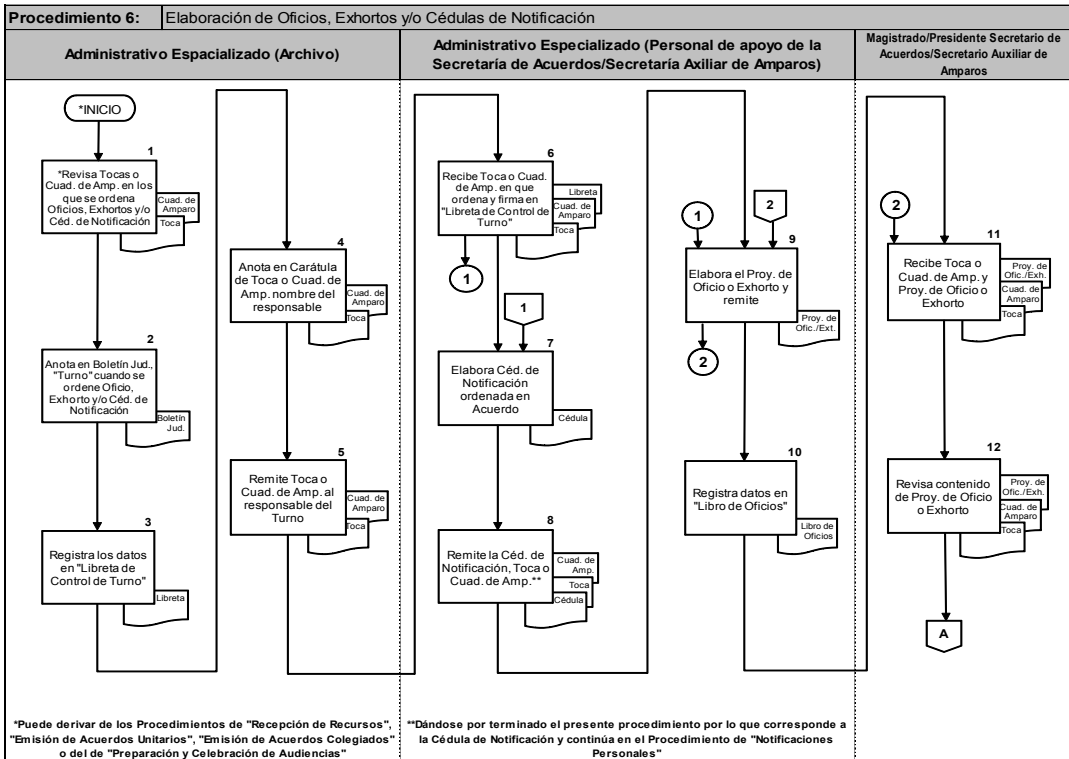 Procedimiento 6:
Elaboración de Oficios, Exhortos y/o Cédulas de Notificación
Administrativo Espacializado (Archivo)
Administrativo Especializado (Personal de apoyo de la
Secretaría de Acuerdos/Secretaría Axiliar de Amparos)
Magistrado/Presidente Secretario de
Acuerdos/Secretario Auxiliar de
Amparos
*INICIO
1
*Revisa Tocas o
Cuad. de Amp. en los
que se ordena
Oficios, Exhortos y/o
Céd. de Notificación
Cuad. de
Amparo
Toca
2
Anota en Boletín Jud.,
"Turno" cuando se
ordene Oficio,
Exhorto y/o Céd. de
Notificación
Boletín
Jud.
3
Registra los datos
en "Libreta de
Control de Turno"
Libreta
4
Anota en Carátula
de Toca o Cuad. de
Amp. nombre del
responsable
Cuad. de
Amparo
Toca
5
Remite Toca o
Cuad. de Amp. al
responsable del
Turno
Cuad. de
Amparo
Toca
6
Recibe Toca o Cuad.
de Amp. en que
ordena y firma en
"Libreta de Control de
Turno"
Libreta
Cuad. de
Amparo
Toca
1
1
7
Elabora Céd. de
Notificación
ordenada en
Acuerdo
Cédula
8
Remite la Céd. de
Notificación, Toca o
Cuad. de Amp.**
Cuad. de
Amp.
Toca
Cédula
1
2
9
Elabora el Proy. de
Oficio o Exhorto y
remite
Proy. de
Ofic./Ext.
2
10
Registra datos en
"Libro de Oficios"
Libro de
Oficios
2
11
Recibe Toca o
Cuad. de Amp. y
Proy. de Oficio o
Exhorto
Proy. de
Ofic./Exh.
Cuad. de
Amparo
Toca
12
Revisa contenido
de Proy. de Oficio
o Exhorto
Proy. de
Ofic./Exh.
Cuad. de
Amparo
Toca
A
*Puede derivar de los Procedimientos de "Recepción de Recursos",
"Emisión de Acuerdos Unitarios", "Emisión de Acuerdos Colegiados"
o del de "Preparación y Celebración de Audiencias"
**Dándose por terminado el presente procedimiento por lo que corresponde a
la Cédula de Notificación y continúa en el Procedimiento de "Notificaciones
Personales"